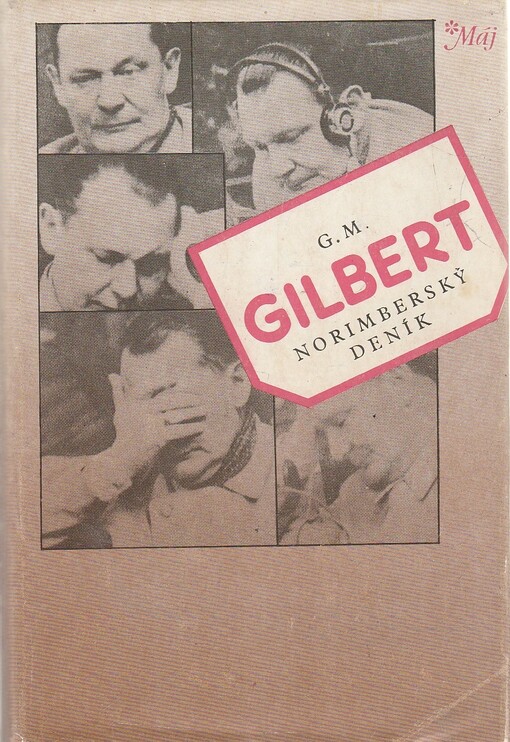 *Máj
G. M.
GILBERT
NORIMBERSKÝ
DENÍK